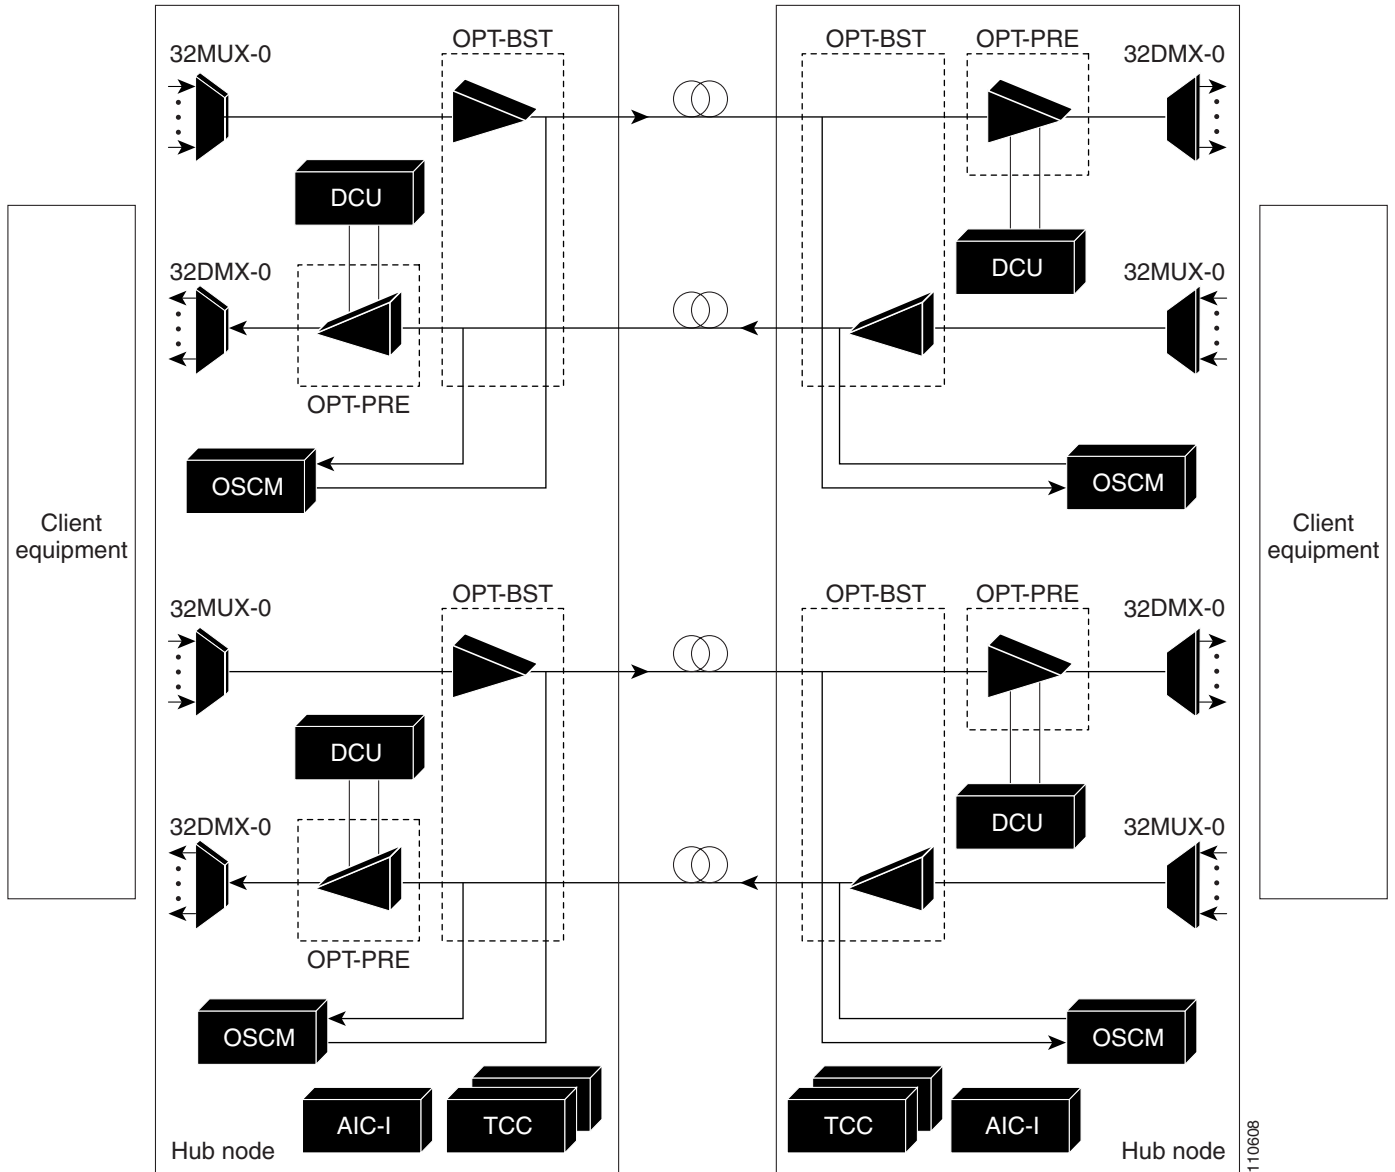 OPT-BST
OPT-BST
OPT-PRE
32MUX-0
32DMX-0
DCU
32DMX-0
DCU
32MUX-0
OPT-PRE
OSCM
OSCM
Client
equipment
Client
equipment
OPT-BST
OPT-BST
OPT-PRE
32MUX-0
32DMX-0
DCU
32DMX-0
DCU
32MUX-0
OPT-PRE
OSCM
OSCM
AIC-I
TCC
TCC
AIC-I
Hub node
Hub node
110608